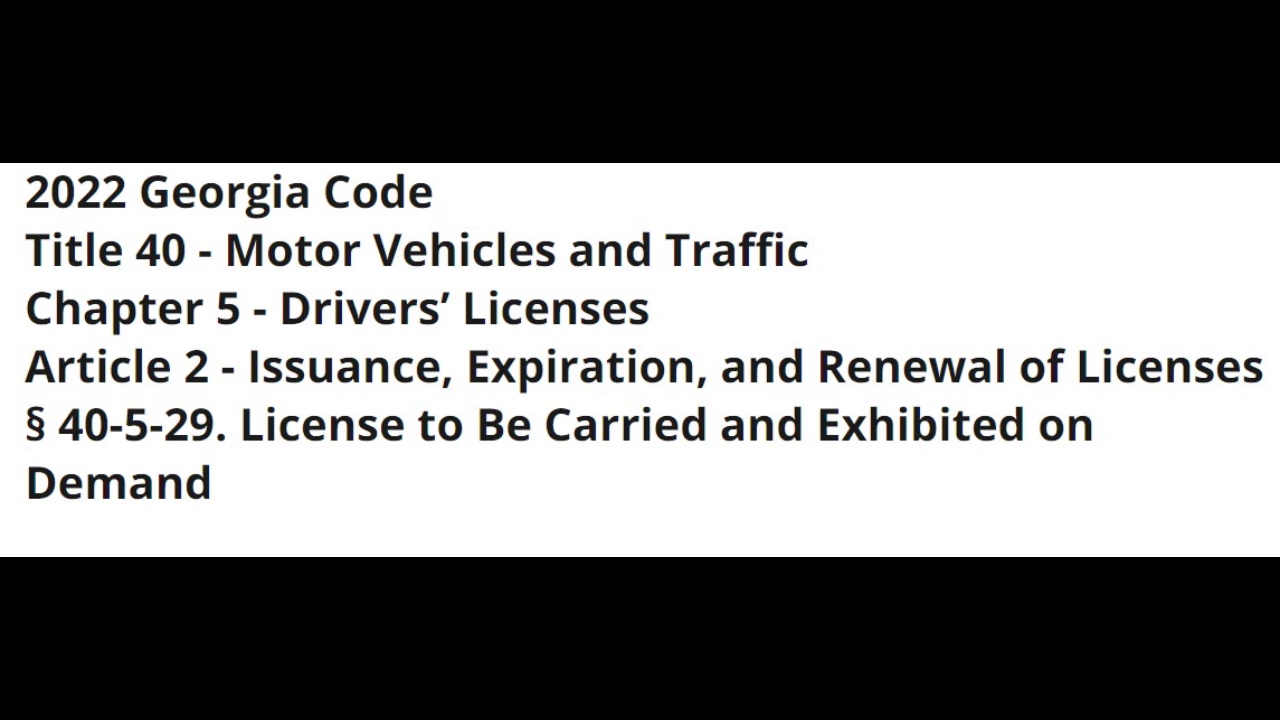 2022 Georgia Code
Title 40 - Motor Vehicles and Traffic
Chapter 5 - Drivers’ Licenses
Article 2 - Issuance, Expiration, and Renewal of Licenses
§ 40-5-29. License to Be Carried and Exhibited on
Demand